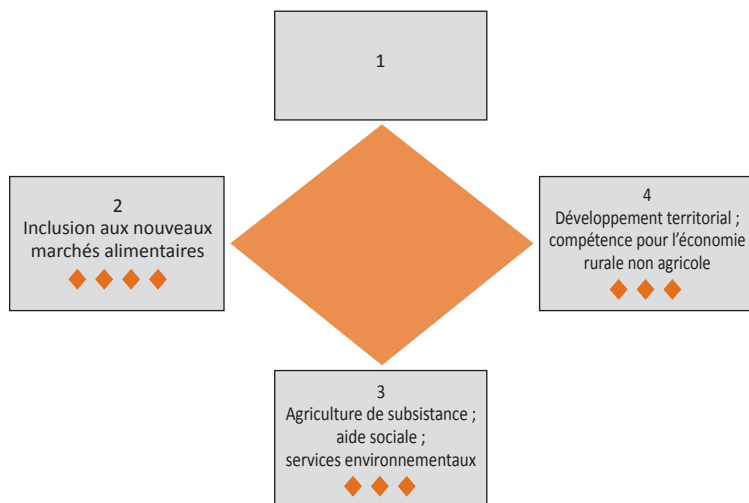 1
2
Inclusion aux nouveaux
marchés alimentaires
3
Agriculture de subsistance ;
aide sociale ;
services environnementaux
4
Développement territorial ;
compétence pour l’économie
rurale non agricole